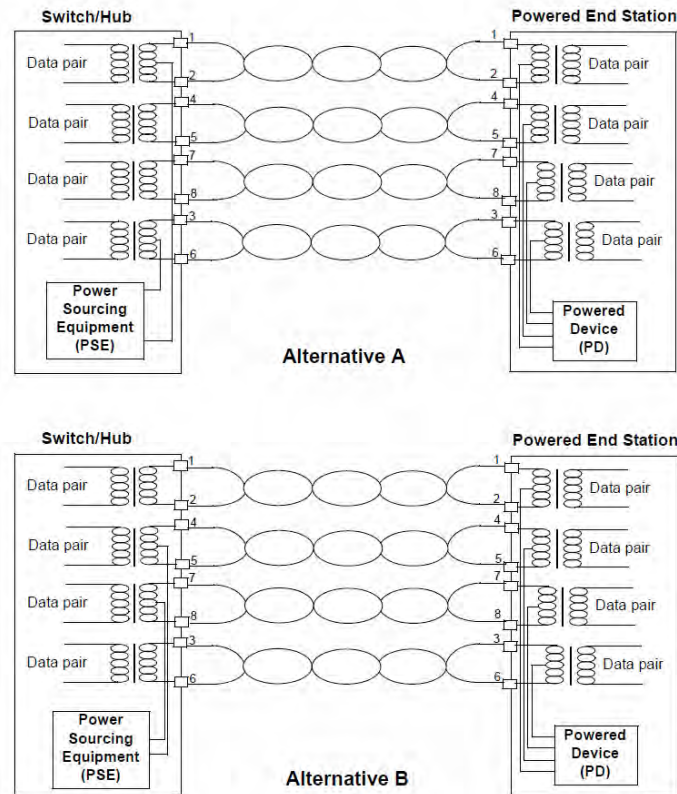 Switch/Hub
Powered End Station
1
1
Data pair
Data pair
2
2
4
4
Data pair
Data pair
5
5
7
7
Data pair
Data pair
8
8
3
3
Data pair
Data pair
6
6
Power
Sourcing
Equipment
(PSE)
Powered
Device
(PD)
Alternative A
Switch/Hub
Powered End Station
1
1
Data pair
Data pair
2
2
4
4
Data pair
Data pair
5
5
7
7
Data pair
Data pair
8
8
3
3
Data pair
Data pair
6
6
Power
Sourcing
Equipment
(PSE)
Powered
Device
(PD)
Alternative B